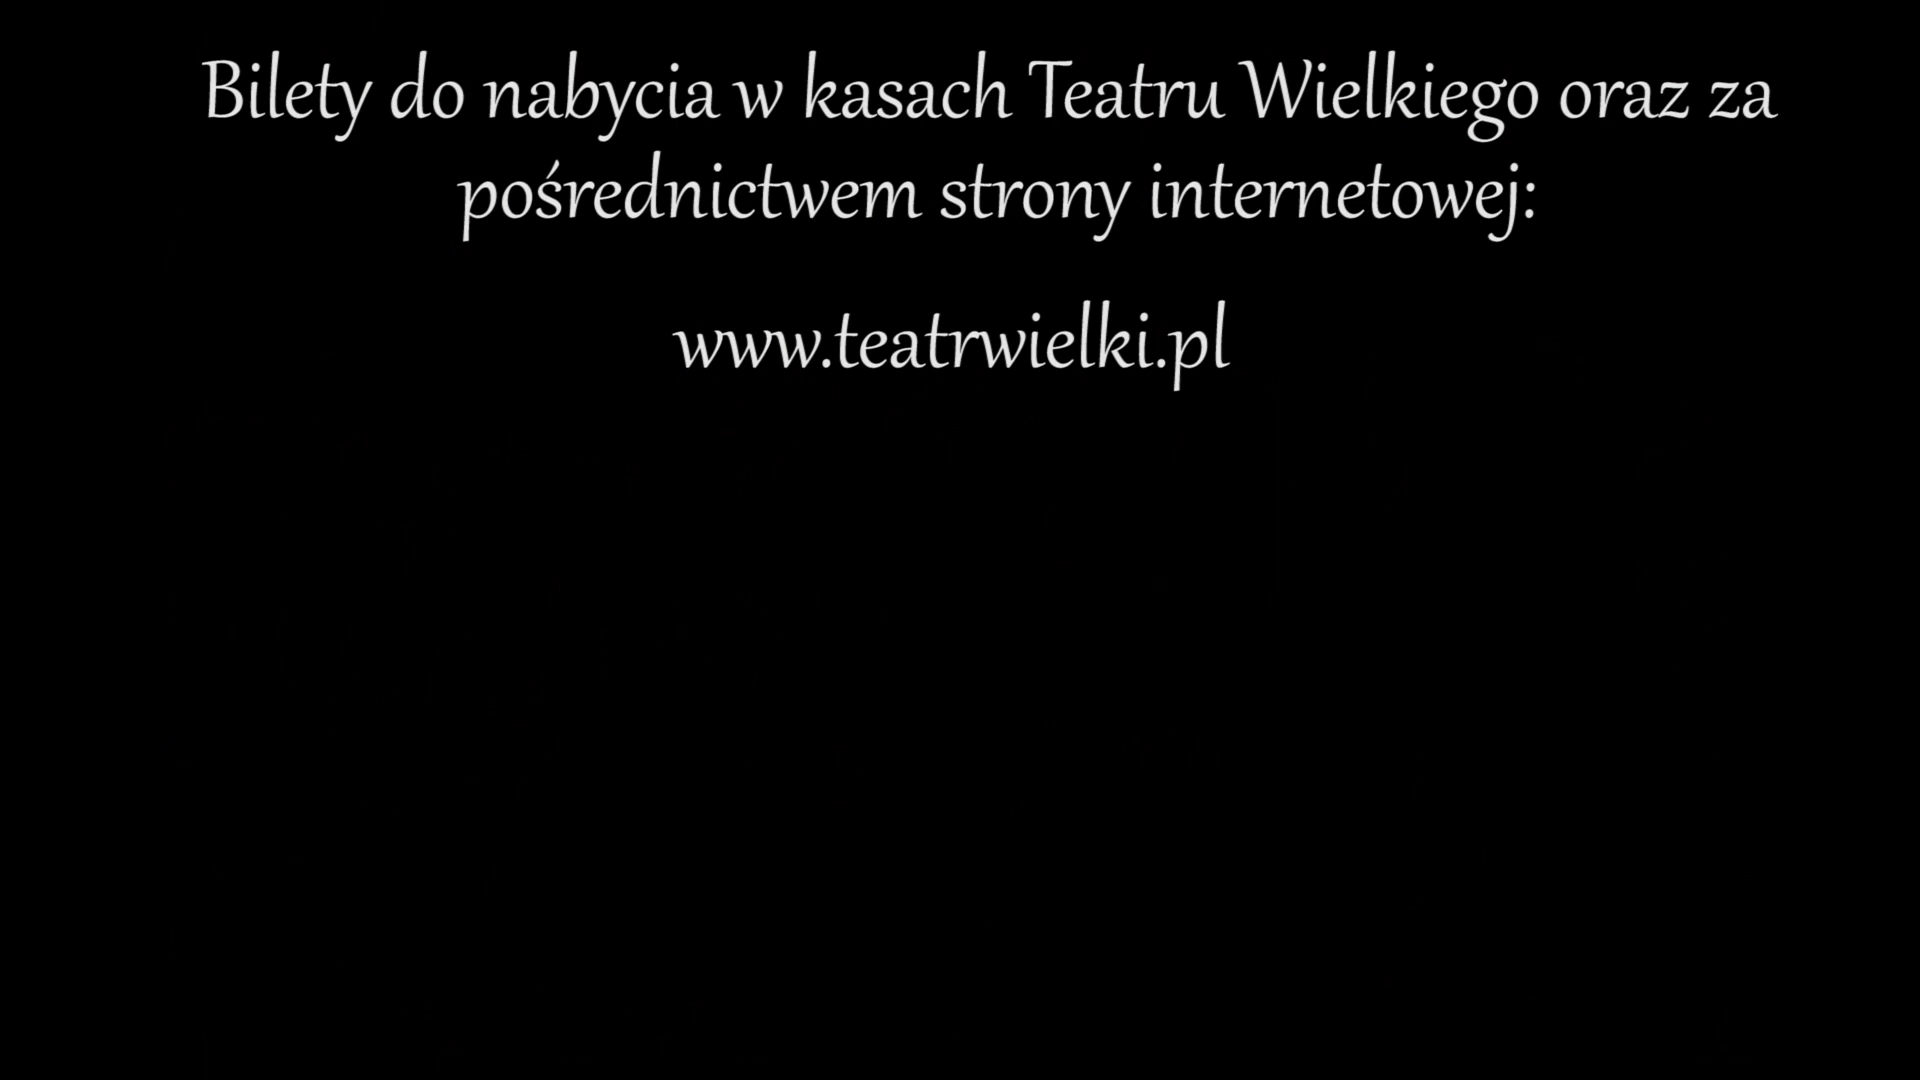 Bilety do nabycia w kasach Teatru Wielkiego oraz za
pośrednictwem strony internetowej:
www.teatrwielki.pl